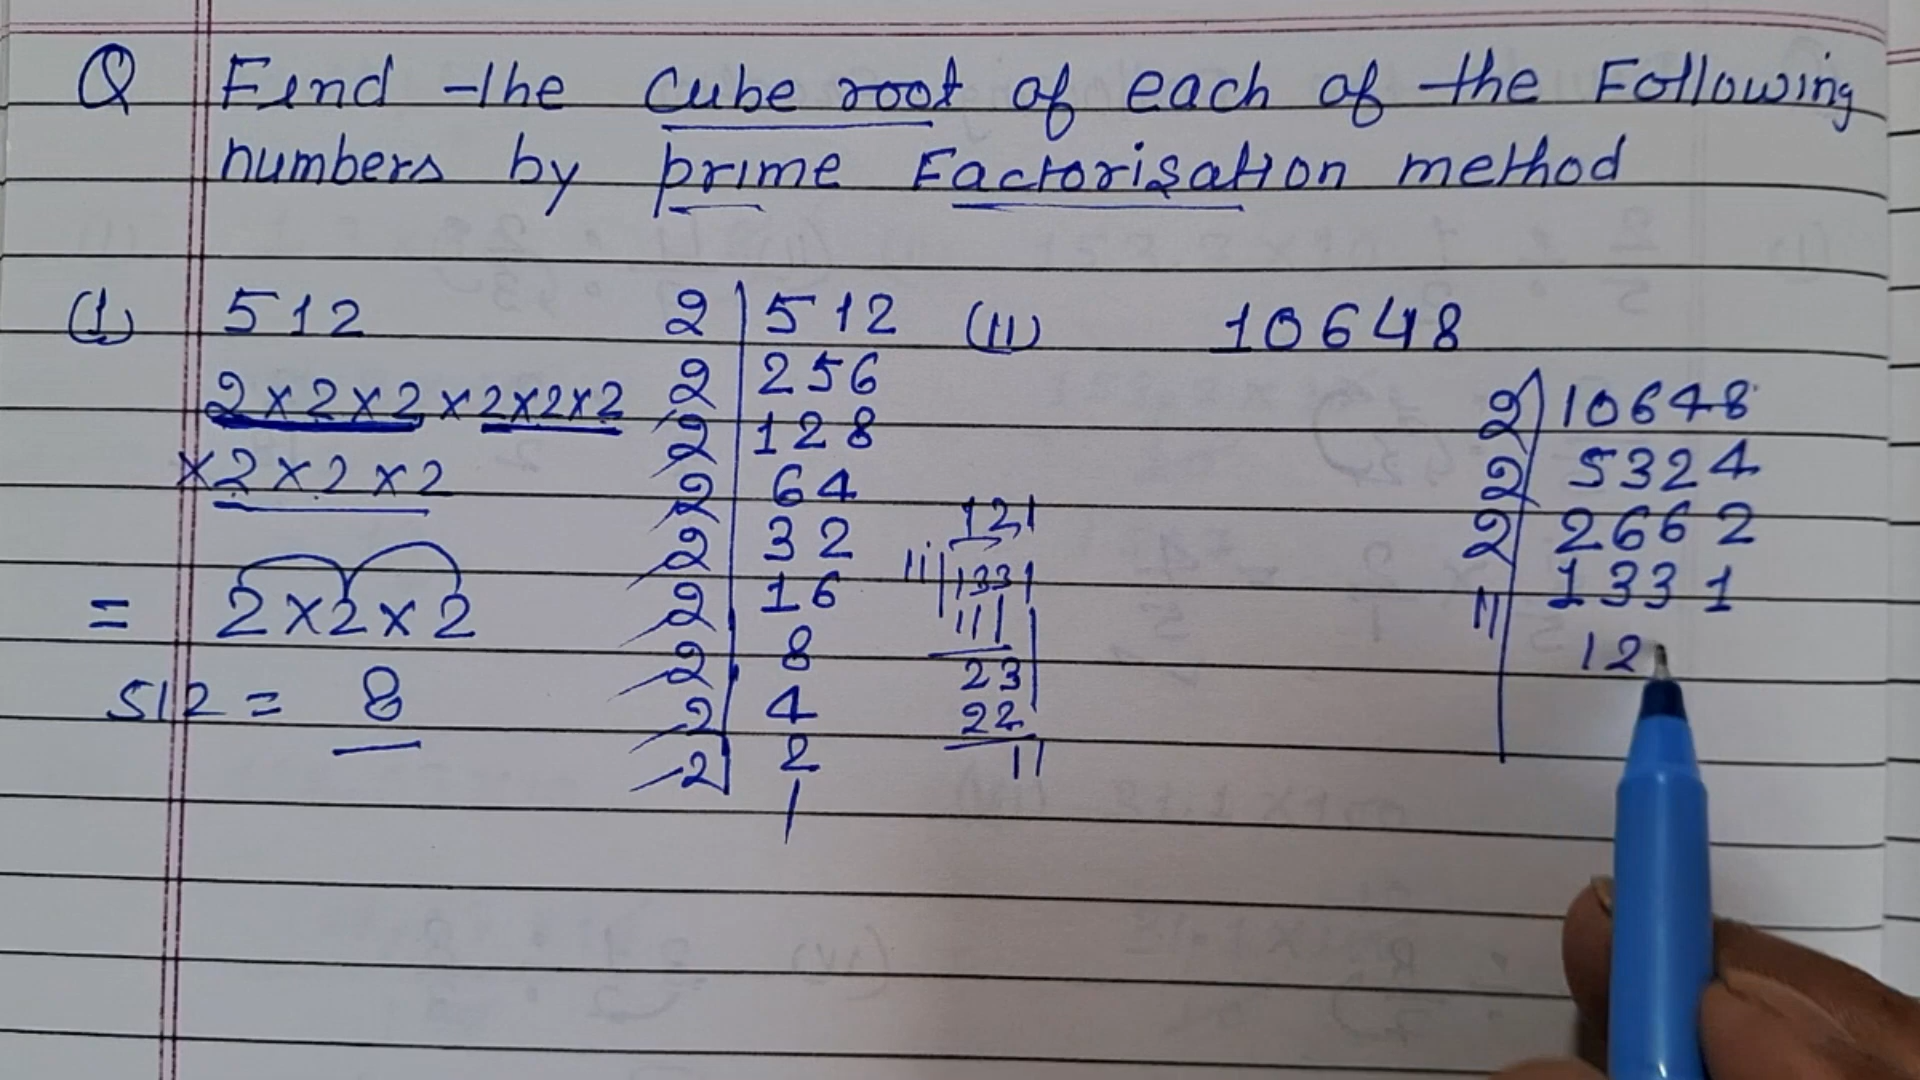 Q Find the Cube root of each of the Following
numbers by prime Factorisation method
(I) 512
2×2×2×2×2×2
×2×2×2
= 2×2×2
512 = 8
2 | 512
2 | 256
2 | 128
2 | 64
2 | 32
2 | 16
2 | 8
2 | 4
2 | 2
1
121
11 | 1331
11
23
22
11
(II) 10648
2 | 10648
2 | 5324
2 | 2662
11 | 1331
12